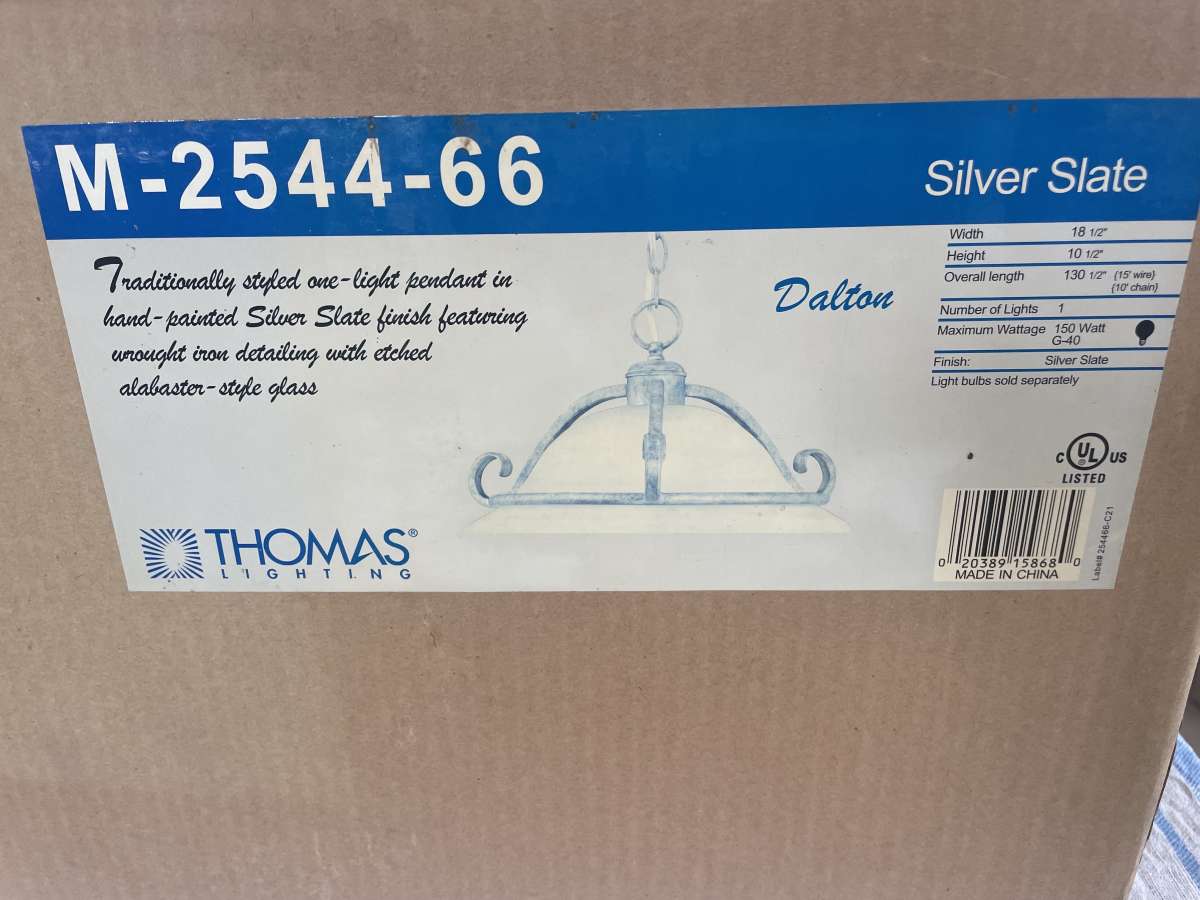 M-2544-66
Silver Slate
Traditionally styled one-light pendant in
hand-painted Silver Slate finish featuring
wrought iron detailing with etched
alabaster-style glass
Dalton
Width 18 1/2"
Height 10 1/2"
Overall length 130 1/2" (15' wire)
(10' chain)
Number of Lights 1
Maximum Wattage 150 Watt
G-40
Finish: Silver Slate
Light bulbs sold separately
C UL US
®
LISTED
THOMAS®
LIGHTING
0 20389 15868 0
MADE IN CHINA
Label# 254466-C21